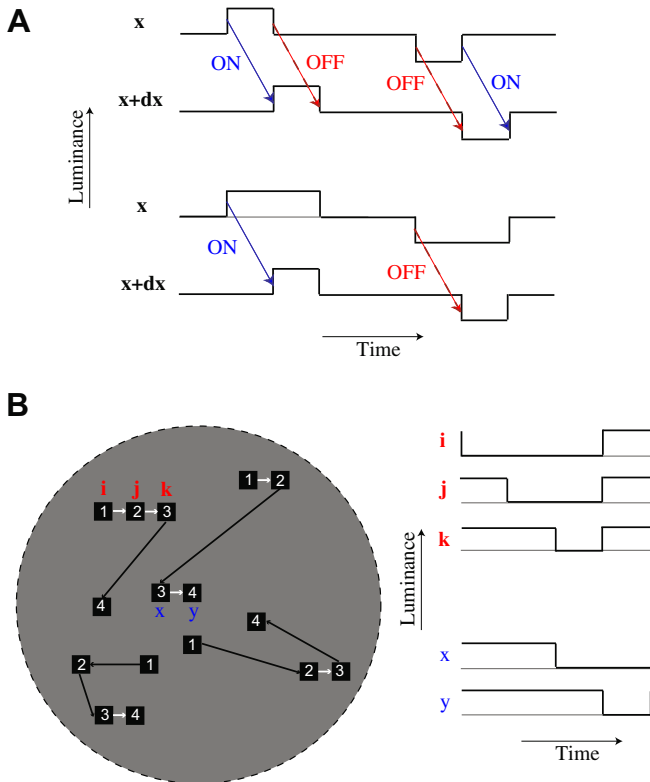 A
x
ON
OFF
OFF
ON
x+dx
Luminance
x
ON
OFF
x+dx
Time
B
i j k
1 2 3
1 2
4
3 4
x y
4
1
2 1
2 3
3 4
i
j
k
Luminance
x
y
Time